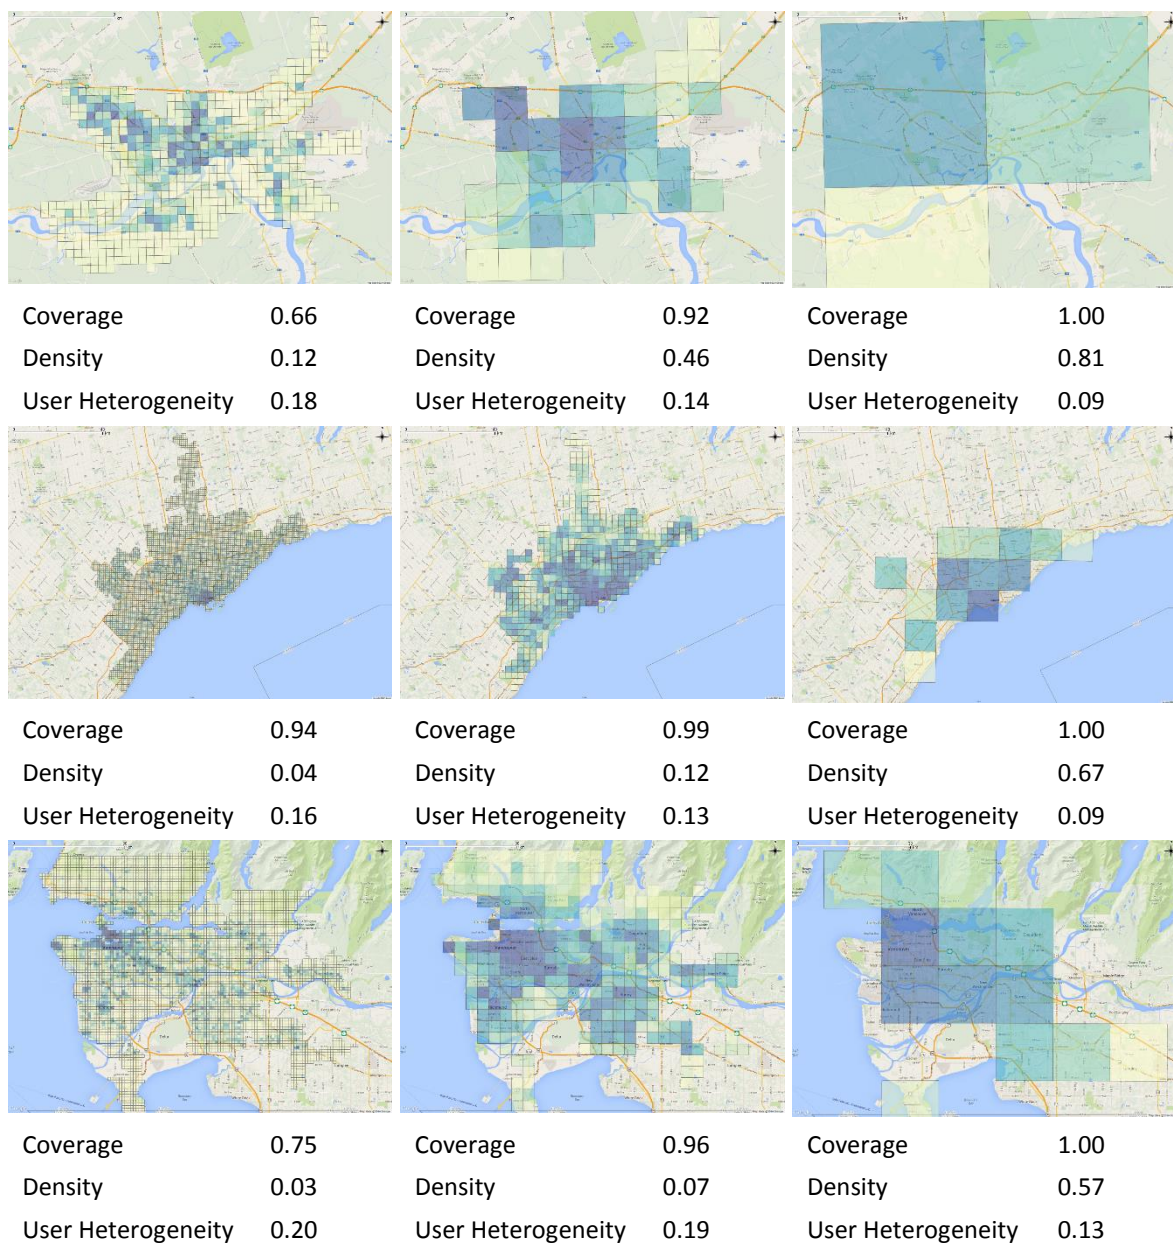 Coverage 0.66 Coverage 0.92 Coverage 1.00
Density 0.12 Density 0.46 Density 0.81
User Heterogeneity 0.18 User Heterogeneity 0.14 User Heterogeneity 0.09
Coverage 0.94 Coverage 0.99 Coverage 1.00
Density 0.04 Density 0.12 Density 0.67
User Heterogeneity 0.16 User Heterogeneity 0.13 User Heterogeneity 0.09
Coverage 0.75 Coverage 0.96 Coverage 1.00
Density 0.03 Density 0.07 Density 0.57
User Heterogeneity 0.20 User Heterogeneity 0.19 User Heterogeneity 0.13